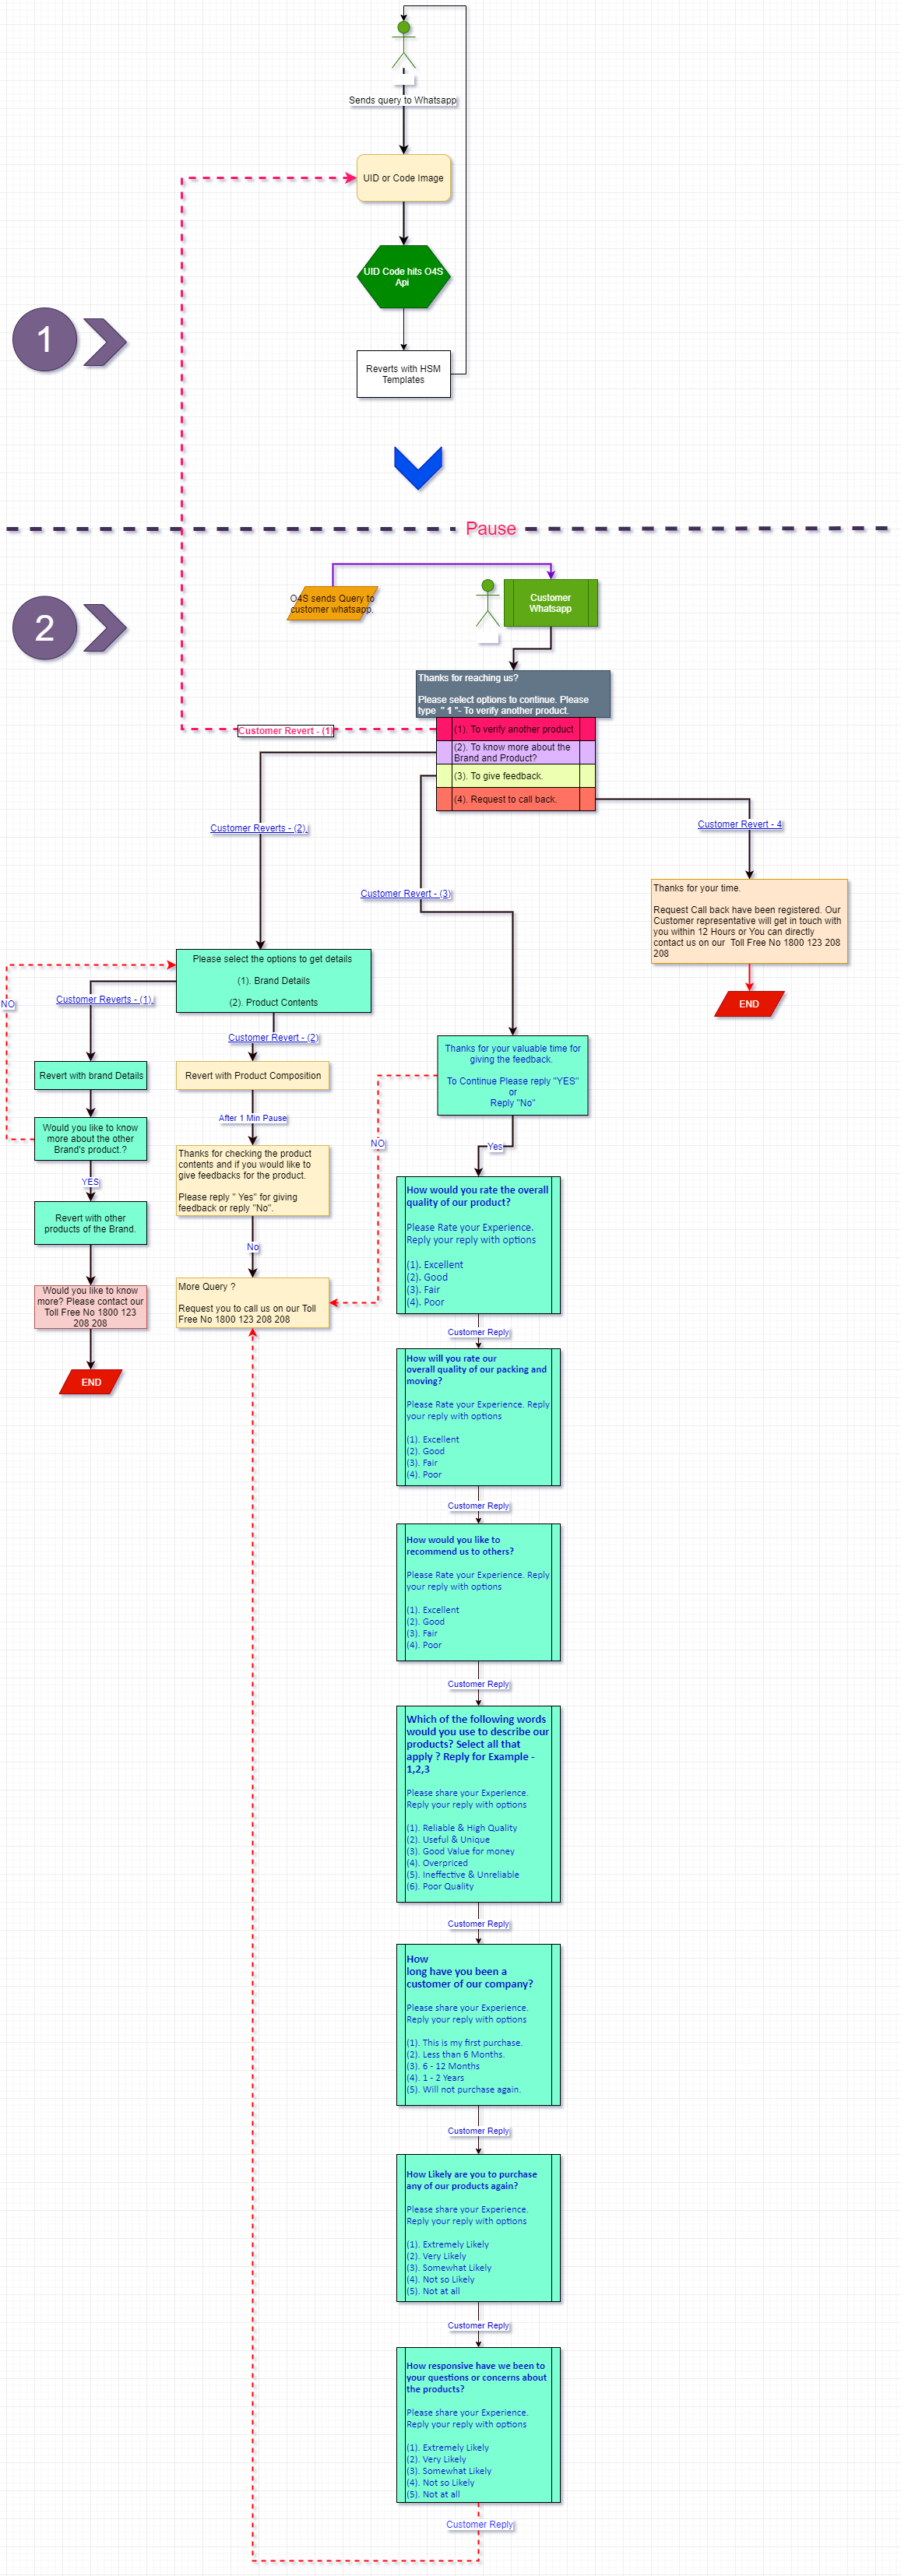 Sends query to Whatsapp
UID or Code Image
UID Code hits O4S
Api
1
Reverts with HSM
Templates
Pause
2
O4S sends Query to
customer whatsapp.
Customer
Whatsapp
Thanks for reaching us?
Please select options to continue. Please
type " 1 "- To verify another product.
(1). To verify another product
(2). To know more about the
Brand and Product?
(3). To give feedback.
(4). Request to call back.
Customer Revert - (1)
Customer Reverts - (2).
Customer Revert - (3)
Customer Revert - 4
Thanks for your time.
Request Call back have been registered. Our
Customer representative will get in touch with
you within 12 Hours or You can directly
contact us on our Toll Free No 1800 123 208
208
END
Please select the options to get details
(1). Brand Details
(2). Product Contents
NO
Customer Reverts - (1).
Customer Revert - (2)
Revert with brand Details
Revert with Product Composition
Would you like to know
more about the other
Brand's product.?
YES
Revert with other
products of the Brand.
Would you like to know
more? Please contact our
Toll Free No 1800 123
208 208
END
After 1 Min Pause
Thanks for checking the product
contents and if you would like to
give feedbacks for the product.
Please reply " Yes" for giving
feedback or reply "No".
No
More Query ?
Request you to call us on our Toll
Free No 1800 123 208 208
Thanks for your valuable time for
giving the feedback.
To Continue Please reply "YES"
or
Reply "No"
NO
Yes
How would you rate the overall
quality of our product?
Please Rate your Experience.
Reply your reply with options
(1). Excellent
(2). Good
(3). Fair
(4). Poor
Customer Reply
How will you rate our
overall quality of our packing and
moving?
Please Rate your Experience. Reply
your reply with options
(1). Excellent
(2). Good
(3). Fair
(4). Poor
Customer Reply
How would you like to
recommend us to others?
Please Rate your Experience. Reply
your reply with options
(1). Excellent
(2). Good
(3). Fair
(4). Poor
Customer Reply
Which of the following words
would you use to describe our
products? Select all that
apply ? Reply for Example -
1,2,3
Please share your Experience.
Reply your reply with options
(1). Reliable & High Quality
(2). Useful & Unique
(3). Good Value for money
(4). Overpriced
(5). Ineffective & Unreliable
(6). Poor Quality
Customer Reply
How
long have you been a
customer of our company?
Please share your Experience.
Reply your reply with options
(1). This is my first purchase.
(2). Less than 6 Months.
(3). 6 - 12 Months
(4). 1 - 2 Years
(5). Will not purchase again.
Customer Reply
How Likely are you to purchase
any of our products again?
Please share your Experience.
Reply your reply with options
(1). Extremely Likely
(2). Very Likely
(3). Somewhat Likely
(4). Not so Likely
(5). Not at all
Customer Reply
How responsive have we been to
your questions or concerns about
the products?
Please share your Experience.
Reply your reply with options
(1). Extremely Likely
(2). Very Likely
(3). Somewhat Likely
(4). Not so Likely
(5). Not at all
Customer Reply